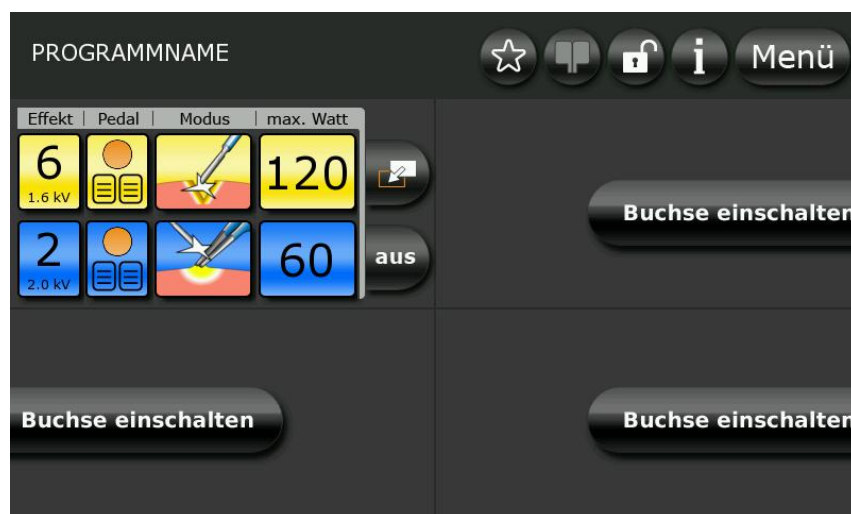 PROGRAMMNAME
i Menü
Effekt | Pedal | Modus | max. Watt
6
1.6 kV
120
2
2.0 kV
60
aus
Buchse einschalten
Buchse einschalten
Buchse einschalten